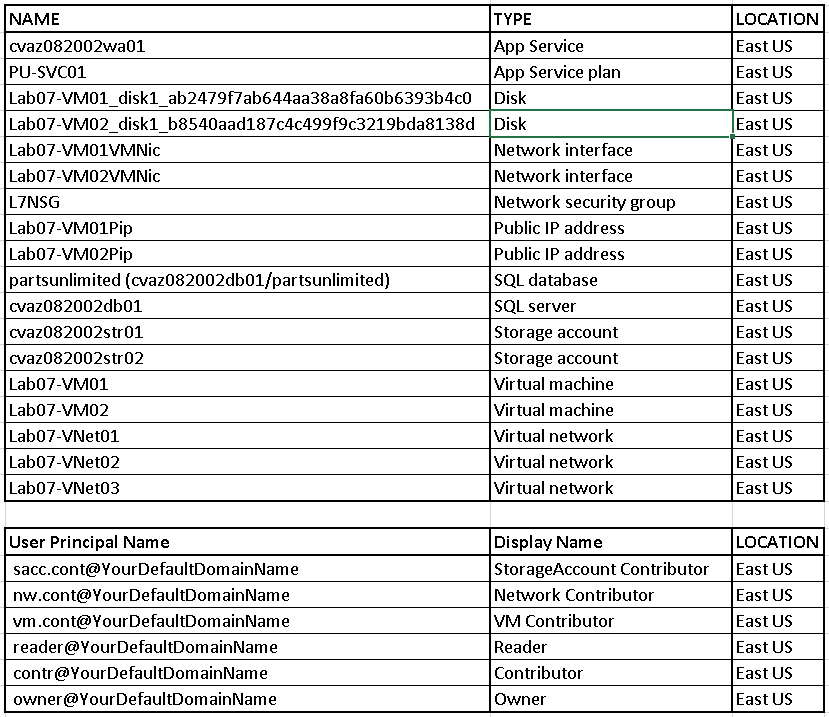 NAME TYPE LOCATION
cvaz082002wa01 App Service East US
PU-SVC01 App Service plan East US
Lab07-VM01_disk1_ab2479f7ab644aa38a8fa60b6393b4c0 Disk East US
Lab07-VM02_disk1_b8540aad187c4c499f9c3219bda8138d Disk East US
Lab07-VM01VMNic Network interface East US
Lab07-VM02VMNic Network interface East US
L7NSG Network security group East US
Lab07-VM01Pip Public IP address East US
Lab07-VM02Pip Public IP address East US
partsunlimited (cvaz082002db01/partsunlimited) SQL database East US
cvaz082002db01 SQL server East US
cvaz082002str01 Storage account East US
cvaz082002str02 Storage account East US
Lab07-VM01 Virtual machine East US
Lab07-VM02 Virtual machine East US
Lab07-VNet01 Virtual network East US
Lab07-VNet02 Virtual network East US
Lab07-VNet03 Virtual network East US
User Principal Name Display Name LOCATION
sacc.cont@YourDefaultDomainName StorageAccount Contributor East US
nw.cont@YourDefaultDomainName Network Contributor East US
vm.cont@YourDefaultDomainName VM Contributor East US
reader@YourDefaultDomainName Reader East US
contr@YourDefaultDomainName Contributor East US
owner@YourDefaultDomainName Owner East US